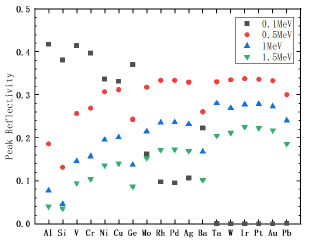 0.5
0.4
0.3
0.2
0.1
0.0
Peak Reflectivity
0.1MeV
0.5MeV
1MeV
1.5MeV
Al Si V Cr Ni Cu Ge Mo Rh Pd Ag Ba Ta W Ir Pt Au Pb